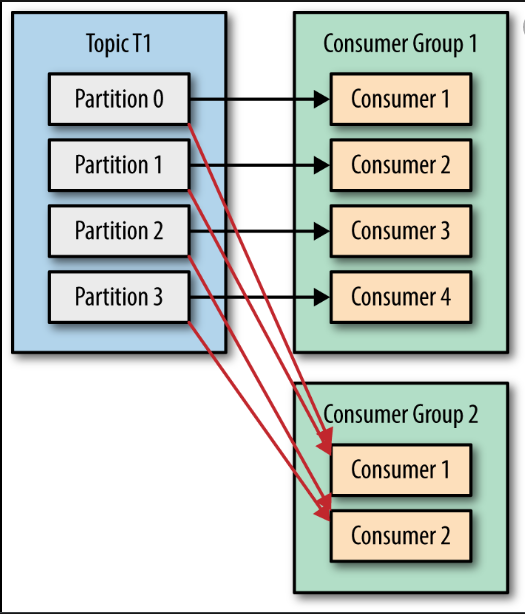 Topic T1
Partition 0
Partition 1
Partition 2
Partition 3
Consumer Group 1
Consumer 1
Consumer 2
Consumer 3
Consumer 4
Consumer Group 2
Consumer 1
Consumer 2